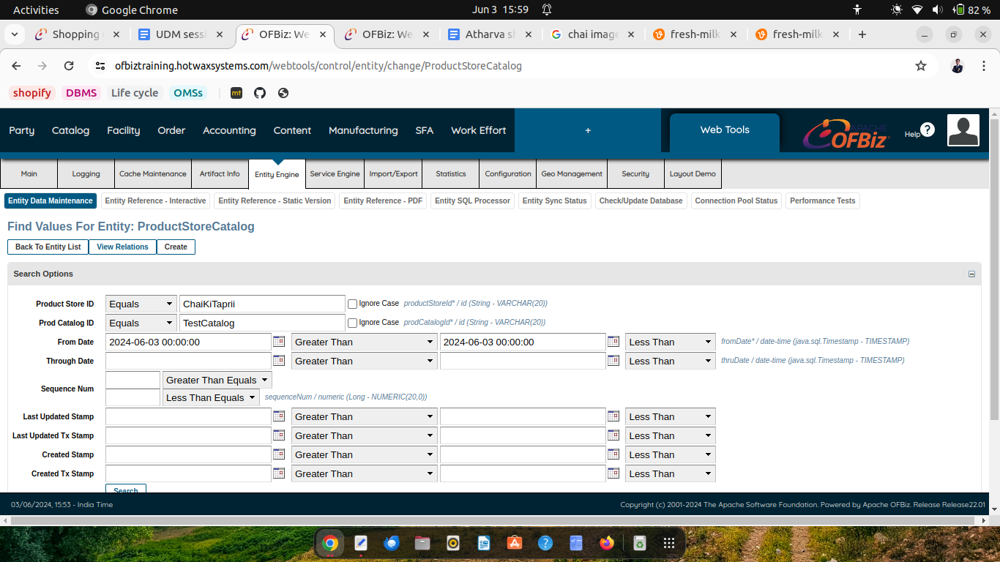 Activities Google Chrome Jun 3 15:59 82 %
Shopping UDM sessi OFBiz: We OFBiz: We Atharva sh chai image fresh-milk fresh-milk
ofbiztraining.hotwaxsystems.com/webtools/control/entity/change/ProductStoreCatalog
shopify DBMS Life cycle OMSs mt
Party Catalog Facility Order Accounting Content Manufacturing SFA Work Effort + Web Tools APACHE OFBiz Help ?
Main Logging Cache Maintenance Artifact Info Entity Engine Service Engine Import/Export Statistics Configuration Geo Management Security Layout Demo
Entity Data Maintenance Entity Reference - Interactive Entity Reference - Static Version Entity Reference - PDF Entity SQL Processor Entity Sync Status Check/Update Database Connection Pool Status Performance Tests
Find Values For Entity: ProductStoreCatalog
Back To Entity List View Relations Create
Search Options
Product Store ID Equals ChaiKiTaprii Ignore Case productStoreId* / id (String - VARCHAR(20))
Prod Catalog ID Equals TestCatalog Ignore Case prodCatalogId* / id (String - VARCHAR(20))
From Date 2024-06-03 00:00:00 Greater Than 2024-06-03 00:00:00 Less Than fromDate* / date-time (java.sql.Timestamp - TIMESTAMP)
Through Date Greater Than Less Than thruDate / date-time (java.sql.Timestamp - TIMESTAMP)
Sequence Num Greater Than Equals
Less Than Equals sequenceNum / numeric (Long - NUMERIC(20,0))
Last Updated Stamp Greater Than Less Than
Last Updated Tx Stamp Greater Than Less Than
Created Stamp Greater Than Less Than
Created Tx Stamp Greater Than Less Than
Search
03/06/2024, 15:53 - India Time Copyright (c) 2001-2024 The Apache Software Foundation. Powered by Apache OFBiz. Release Release22.01